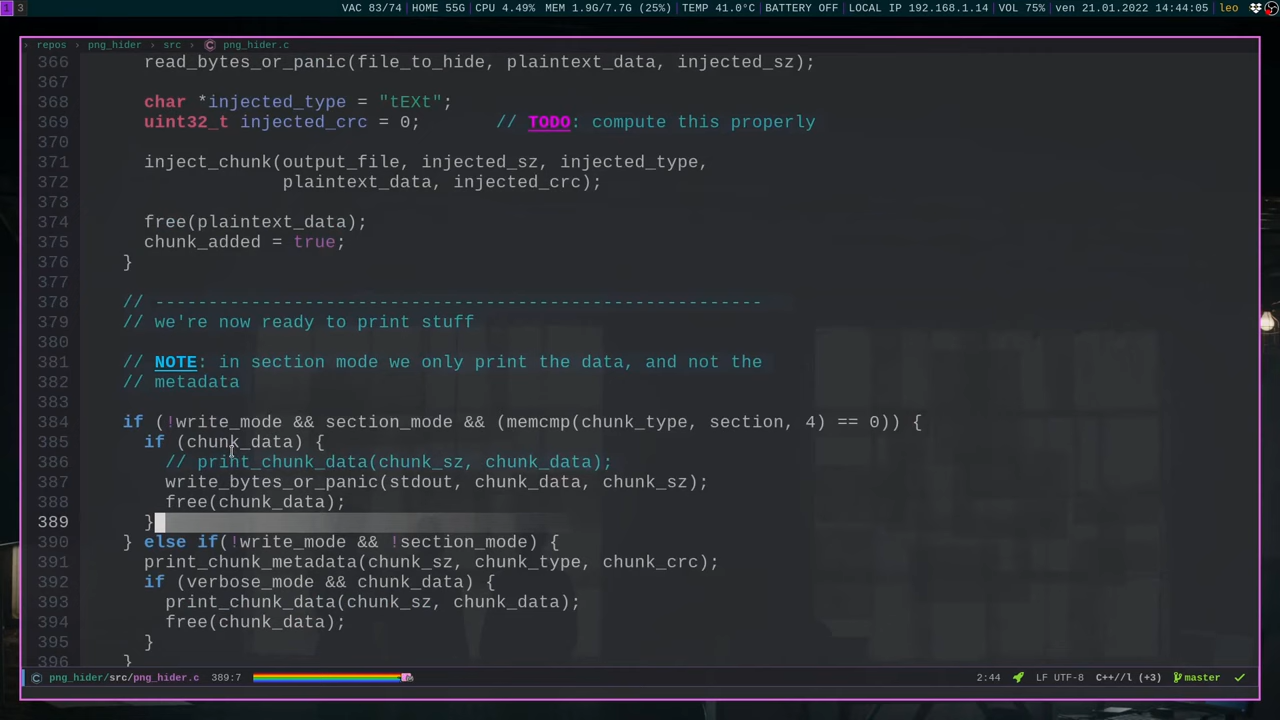 1 3 VAC 83/74 | HOME 55G | CPU 4.49% | MEM 1.9G/7.7G (25%) | TEMP 41.0°C | BATTERY OFF | LOCAL IP 192.168.1.14 | VOL 75% | ven 21.01.2022 14:44:05 | leo
› repos › png_hider › src › png_hider.c
366 read_bytes_or_panic(file_to_hide, plaintext_data, injected_sz);
367
368 char *injected_type = "tEXt";
369 uint32_t injected_crc = 0; // TODO: compute this properly
370
371 inject_chunk(output_file, injected_sz, injected_type,
372 plaintext_data, injected_crc);
373
374 free(plaintext_data);
375 chunk_added = true;
376 }
377
378 // ---------------------------------------------------------
379 // we're now ready to print stuff
380
381 // NOTE: in section mode we only print the data, and not the
382 // metadata
383
384 if (!write_mode && section_mode && (memcmp(chunk_type, section, 4) == 0)) {
385 if (chunk_data) {
386 // print_chunk_data(chunk_sz, chunk_data);
387 write_bytes_or_panic(stdout, chunk_data, chunk_sz);
388 free(chunk_data);
389 }
390 } else if(!write_mode && !section_mode) {
391 print_chunk_metadata(chunk_sz, chunk_type, chunk_crc);
392 if (verbose_mode && chunk_data) {
393 print_chunk_data(chunk_sz, chunk_data);
394 free(chunk_data);
395 }
396 }
png_hider/src/png_hider.c 389:7 2:44 LF UTF-8 C++//l (+3) master